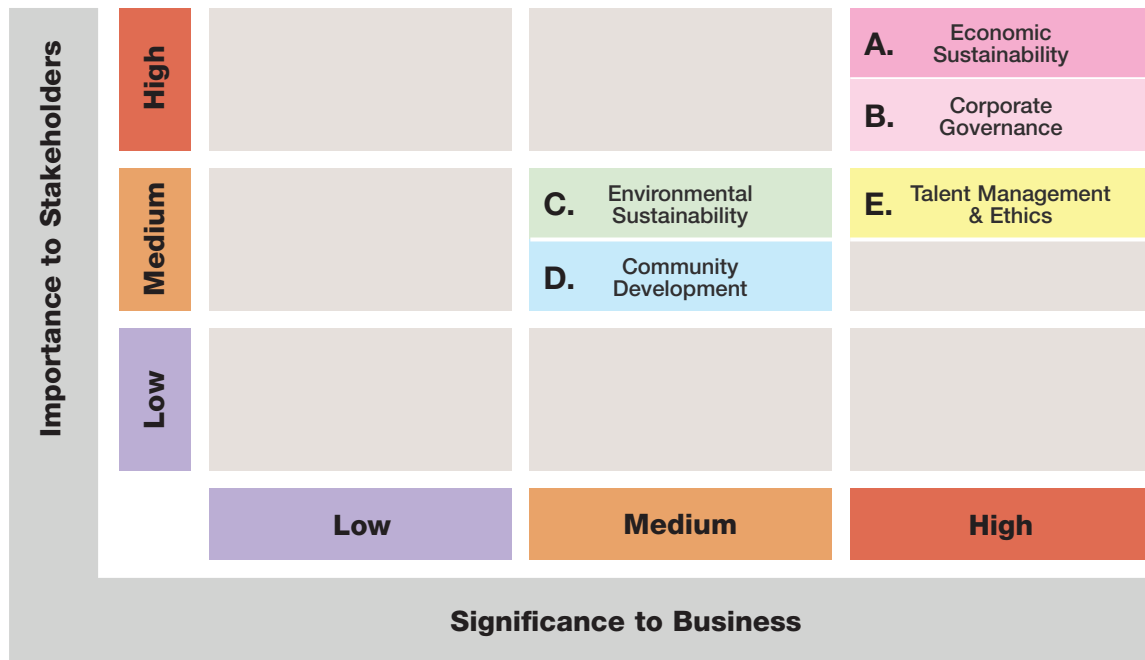 Importance to Stakeholders
High
A.
Economic
Sustainability
B.
Corporate
Governance
Medium
C.
Environmental
Sustainability
E.
Talent Management
& Ethics
D.
Community
Development
Low
Low
Medium
High
Significance to Business